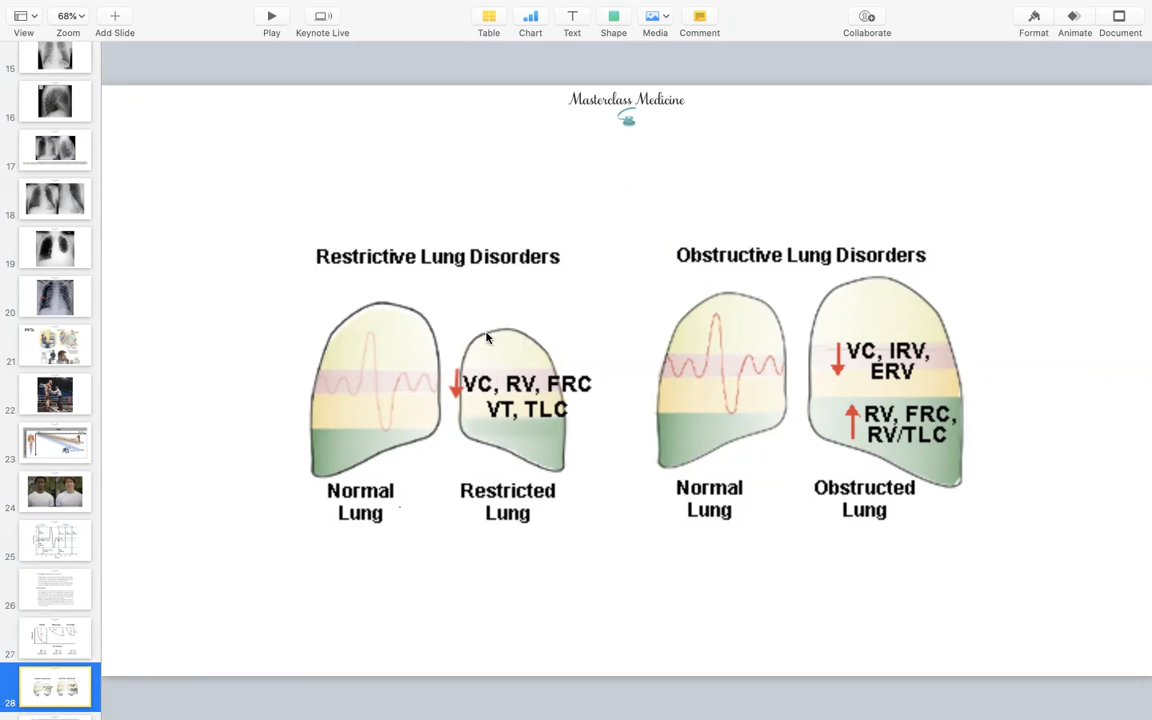 68%
View
Zoom
Add Slide
Play
Keynote Live
Table
Chart
Text
Shape
Media
Comment
Collaborate
Format
Animate
Document
15
16
17
18
19
20
21
22
23
24
25
26
27
28
Masterclass Medicine
Restrictive Lung Disorders
VC, RV, FRC
VT, TLC
Normal
Lung
Restricted
Lung
Obstructive Lung Disorders
VC, IRV,
ERV
RV, FRC,
RV/TLC
Normal
Lung
Obstructed
Lung